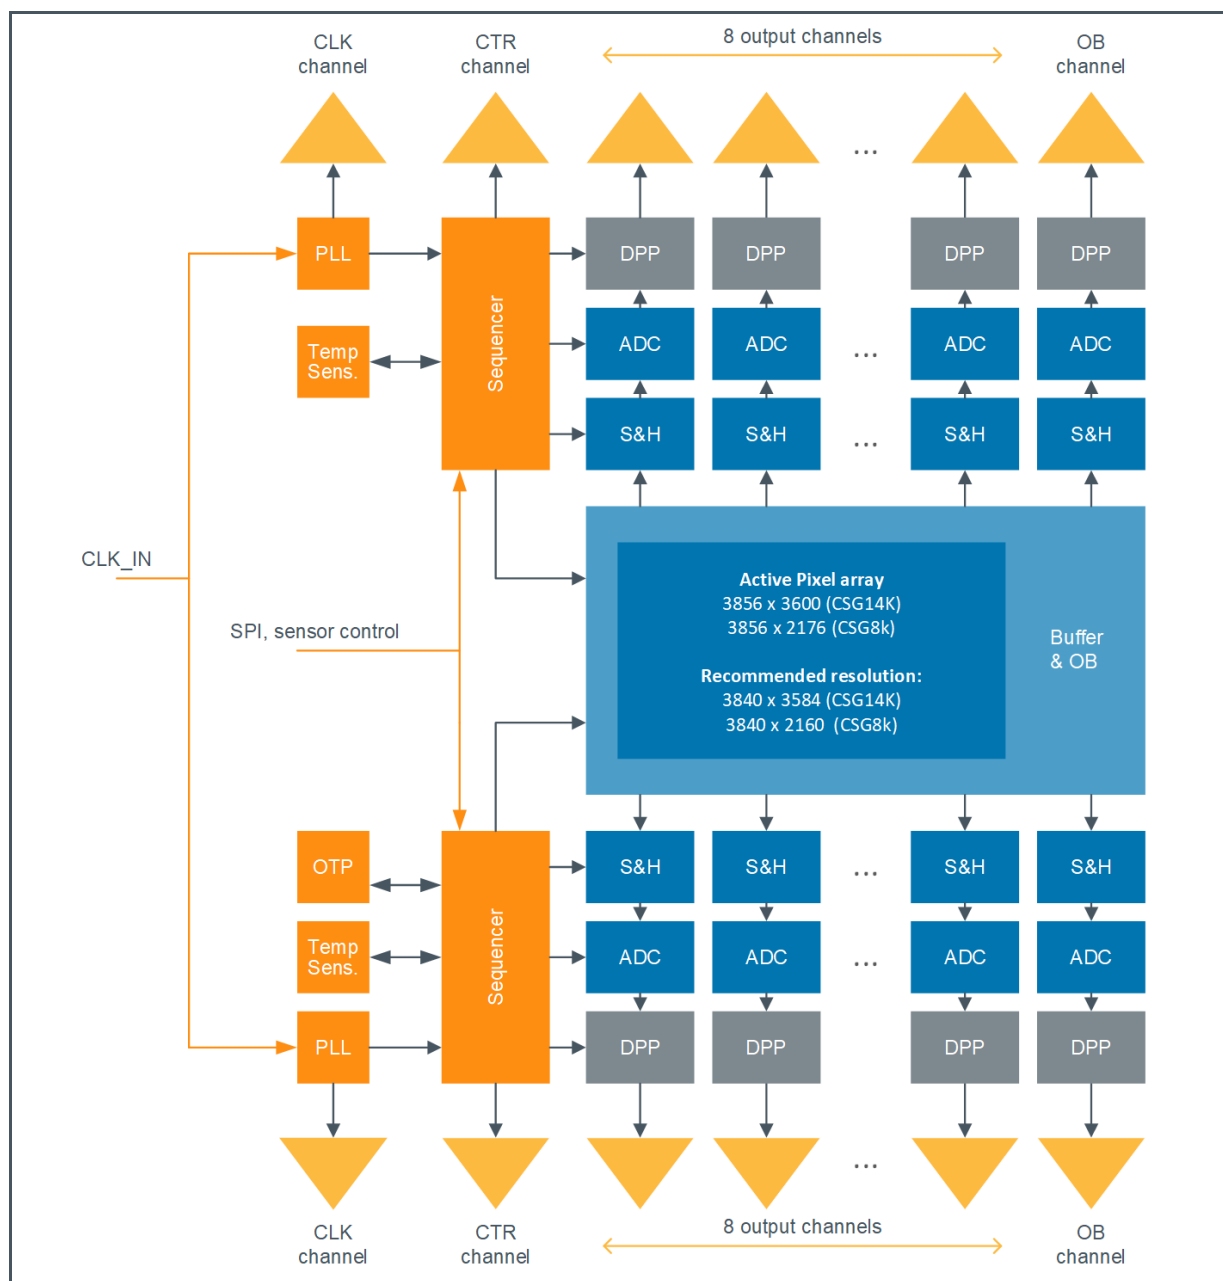 CLK
channel
CTR
channel
8 output channels
OB
channel
...
PLL
Sequencer
DPP
DPP
DPP
DPP
Temp
Sens.
ADC
ADC
...
ADC
ADC
S&H
S&H
...
S&H
S&H
CLK_IN
SPI, sensor control
Active Pixel array
3856 x 3600 (CSG14K)
3856 x 2176 (CSG8k)
Recommended resolution:
3840 x 3584 (CSG14K)
3840 x 2160 (CSG8k)
Buffer
& OB
OTP
Sequencer
S&H
S&H
...
S&H
S&H
Temp
Sens.
ADC
ADC
...
ADC
ADC
PLL
DPP
DPP
DPP
DPP
...
CLK
channel
CTR
channel
8 output channels
OB
channel